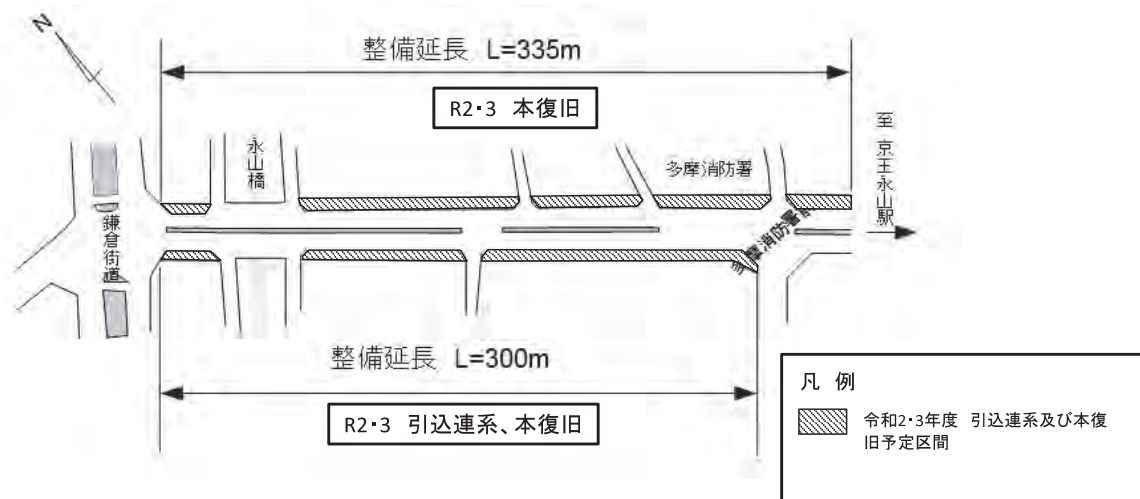 N
整備延長 L=335m
R2・3 本復旧
永山橋
多摩消防署
至 京王永山駅
鎌倉街道
多摩消防署前
整備延長 L=300m
R2・3 引込連系、本復旧
凡 例
令和2・3年度 引込連系及び本復
旧予定区間